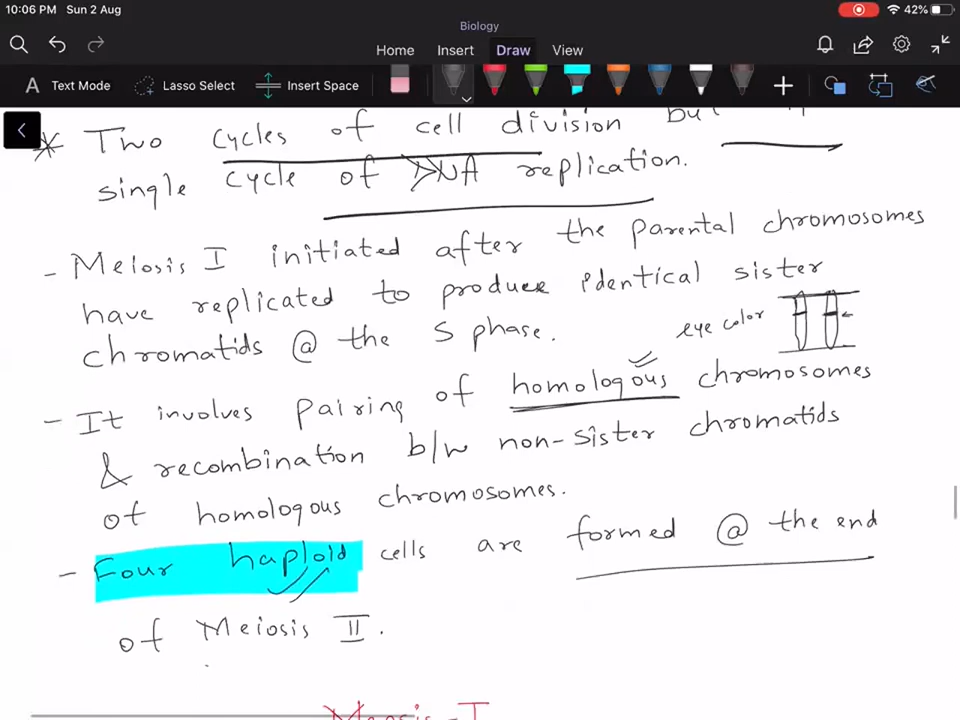 10:06 PM Sun 2 Aug 42%
Biology
Home Insert Draw View
Text Mode Lasso Select Insert Space
* Two cycles of cell division but
single cycle of DNA replication.
- Meiosis I initiated after the parental chromosomes
have replicated to produce identical sister
chromatids @ the S phase.
eye color
- It involves pairing of homologous chromosomes
& recombination b/w non-sister chromatids
of homologous chromosomes.
- Four haploid cells are formed @ the end
of Meiosis II.